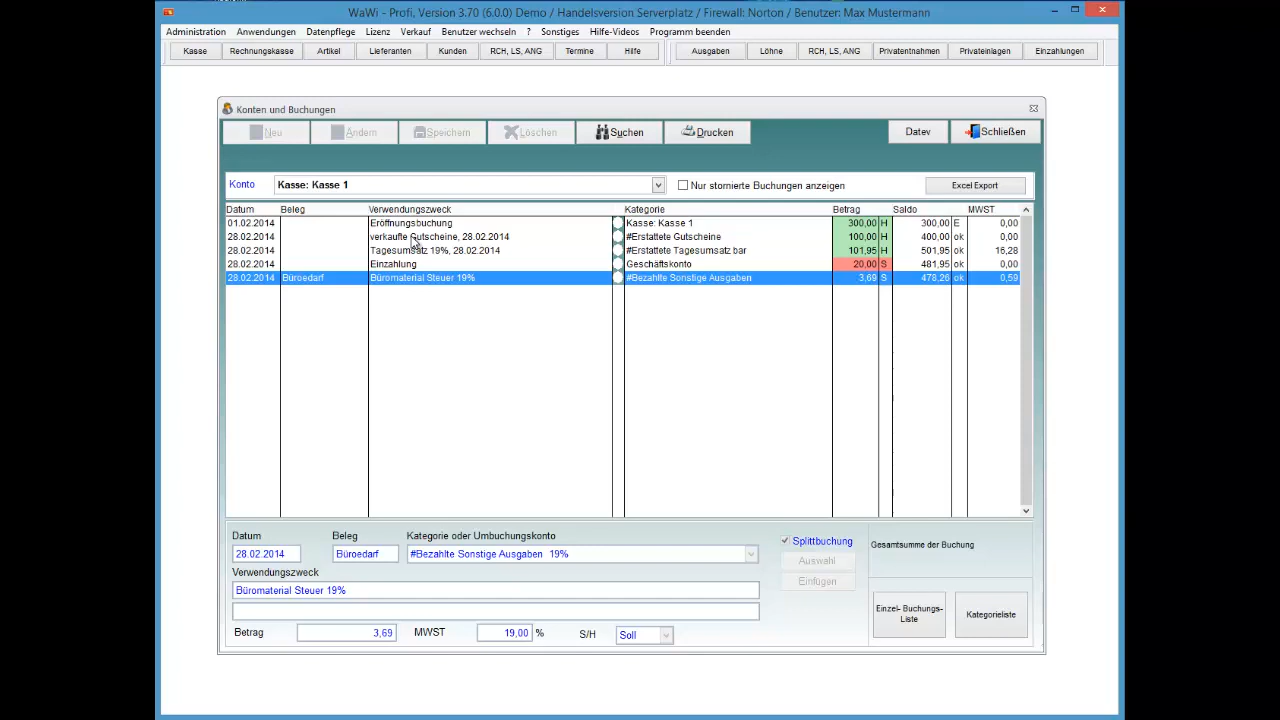 WaWi - Profi, Version 3.70 (6.0.0) Demo / Handelsversion Serverplatz / Firewall: Norton / Benutzer: Max Mustermann
Administration Anwendungen Datenpflege Lizenz Verkauf Benutzer wechseln ? Sonstiges Hilfe-Videos Programm beenden
Kasse Rechnungskasse Artikel Lieferanten Kunden RCH, LS, ANG Termine Hilfe Ausgaben Löhne RCH, LS, ANG Privatentnahmen Privateinlagen Einzahlungen
Konten und Buchungen
Neu Ändern Speichern Löschen Suchen Drucken Datev Schließen
Konto Kasse: Kasse 1 Nur stornierte Buchungen anzeigen Excel Export
Datum Beleg Verwendungszweck Kategorie Betrag Saldo MWST
01.02.2014 Eröffnungsbuchung Kasse: Kasse 1 300,00 H 300,00 E 0,00
28.02.2014 verkaufte Gutscheine, 28.02.2014 #Erstattete Gutscheine 100,00 H 400,00 ok 0,00
28.02.2014 Tagesumsatz 19%, 28.02.2014 #Erstattete Tagesumsatz bar 101,95 H 501,95 ok 16,28
28.02.2014 Einzahlung Geschäftskonto 20,00 S 481,95 ok 0,00
28.02.2014 Büroedarf Büromaterial Steuer 19% #Bezahlte Sonstige Ausgaben 3,69 S 478,26 ok 0,59
Datum Beleg Kategorie oder Umbuchungskonto Splittbuchung Gesamtsumme der Buchung
28.02.2014 Büroedarf #Bezahlte Sonstige Ausgaben 19% Auswahl
Verwendungszweck Einfügen
Büromaterial Steuer 19%
Einzel- Buchungs-
Liste
Kategorieliste
Betrag 3,69 MWST 19,00 % S/H Soll